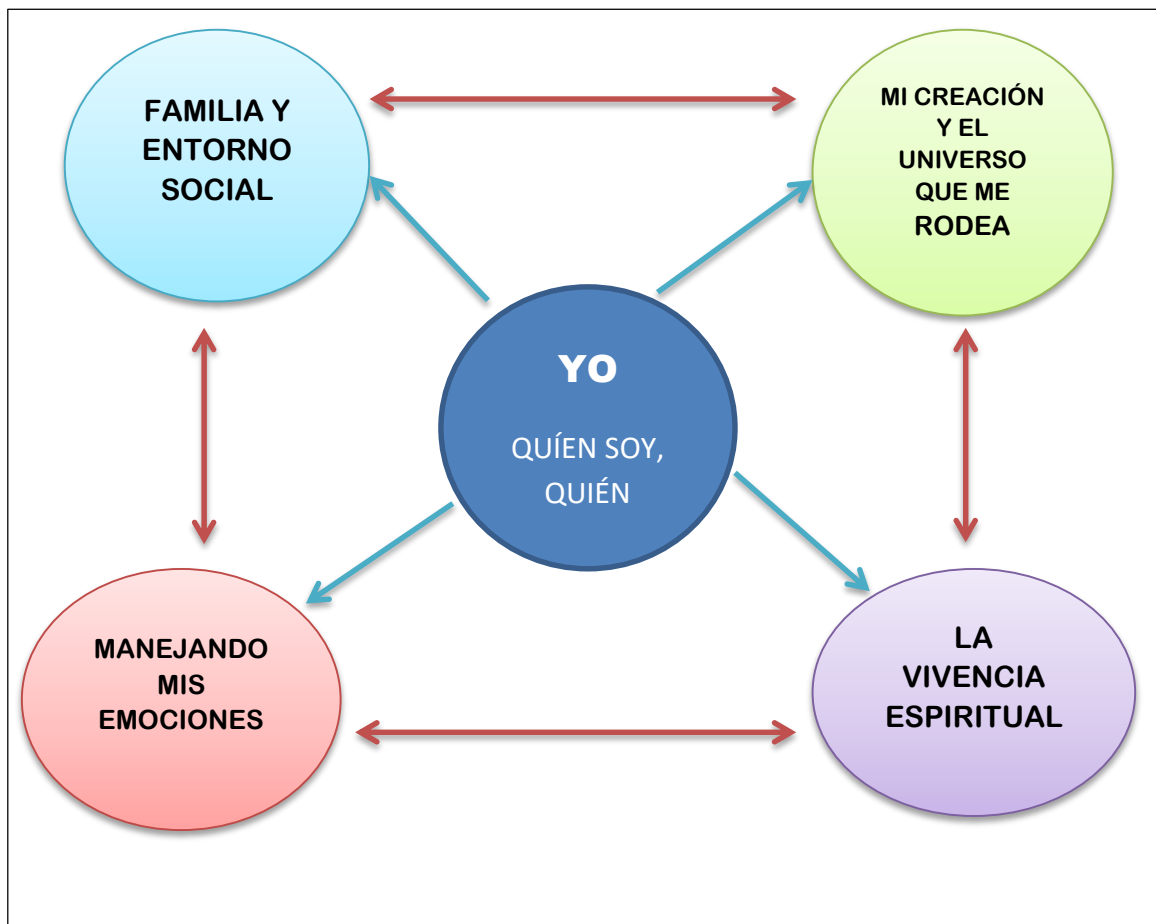 FAMILIA Y
ENTORNO
SOCIAL
MI CREACIÓN
Y EL
UNIVERSO
QUE ME
RODEA
YO
QUÍEN SOY,
QUIÉN
MANEJANDO
MIS
EMOCIONES
LA
VIVENCIA
ESPIRITUAL